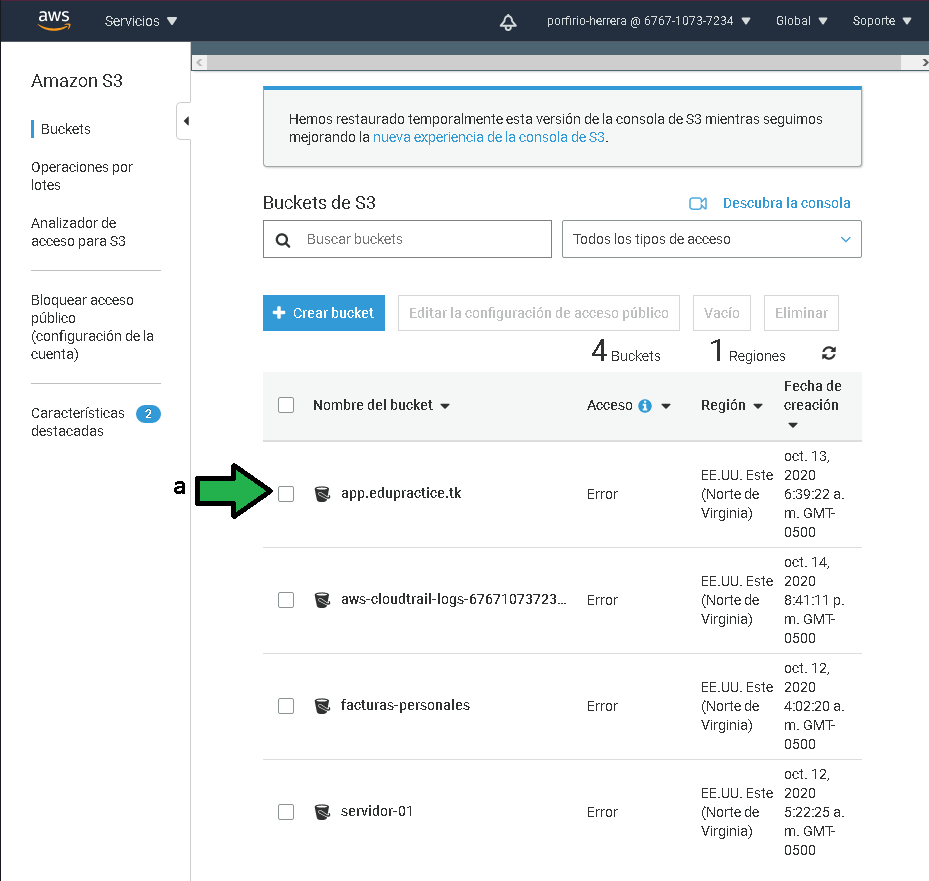 aws
Servicios
porfirio-herrera @ 6767-1073-7234
Global
Soporte
Amazon S3
Buckets
Operaciones por
lotes
Analizador de
acceso para S3
Bloquear acceso
público
(configuración de la
cuenta)
Características
destacadas
2
Hemos restaurado temporalmente esta versión de la consola de S3 mientras seguimos
mejorando la nueva experiencia de la consola de S3.
Buckets de S3
Descubra la consola
Buscar buckets
Todos los tipos de acceso
Crear bucket
Editar la configuración de acceso público
Vacío
Eliminar
4 Buckets
1 Regiones
Nombre del bucket
Acceso
Región
Fecha de
creación
a
app.edupractice.tk
Error
EE.UU. Este
(Norte de
Virginia)
oct. 13,
2020
6:39:22 a.
m. GMT-
0500
aws-cloudtrail-logs-67671073723...
Error
EE.UU. Este
(Norte de
Virginia)
oct. 14,
2020
8:41:11 p.
m. GMT-
0500
facturas-personales
Error
EE.UU. Este
(Norte de
Virginia)
oct. 12,
2020
4:02:20 a.
m. GMT-
0500
servidor-01
Error
EE.UU. Este
(Norte de
Virginia)
oct. 12,
2020
5:22:25 a.
m. GMT-
0500